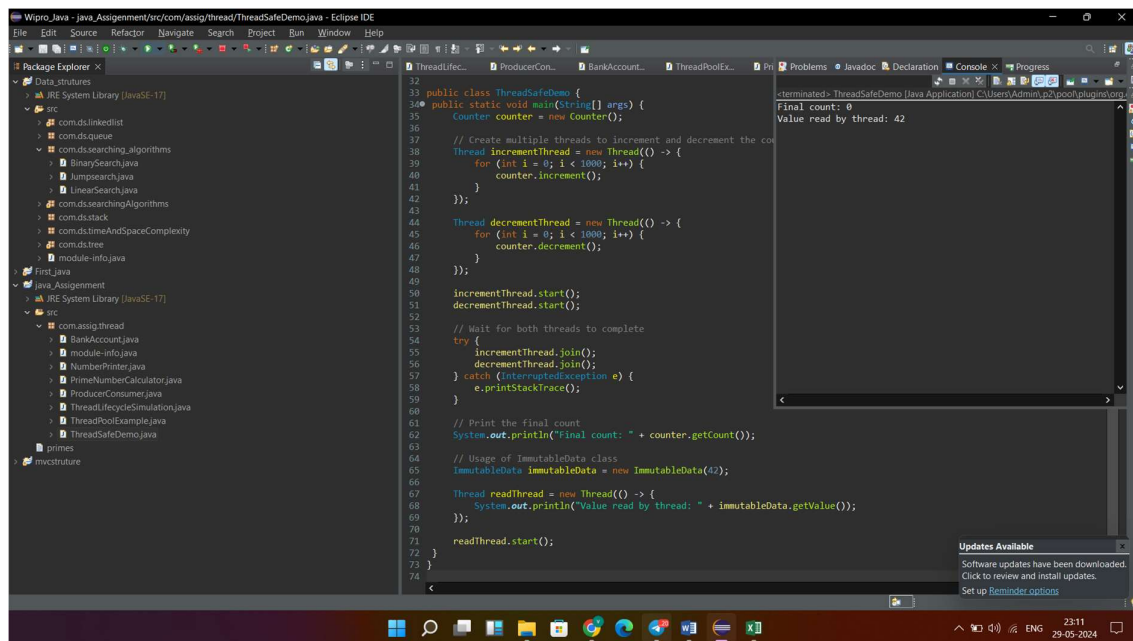 Wipro_Java - java_Assigenment/src/com/assig/thread/ThreadSafeDemo.java - Eclipse IDE
File Edit Source Refactor Navigate Search Project Run Window Help
Package Explorer ×
Data_strutures
JRE System Library [JavaSE-17]
src
com.ds.linkedlist
com.ds.queue
com.ds.searching_algorithms
BinarySearch.java
Jumpsearch.java
LinearSearch.java
com.ds.searchingAlgorithms
com.ds.stack
com.ds.timeAndSpaceComplexity
com.ds.tree
module-info.java
First_java
java_Assigenment
JRE System Library [JavaSE-17]
src
com.assig.thread
BankAccount.java
module-info.java
NumberPrinter.java
PrimeNumberCalculator.java
ProducerConsumer.java
ThreadLifecycleSimulation.java
ThreadPoolExample.java
ThreadSafeDemo.java
primes
mvcstruture
ThreadLifec... ProducerCon... BankAccount... ThreadPoolEx... Pri
32
33 public class ThreadSafeDemo {
34 public static void main(String[] args) {
35 Counter counter = new Counter();
36
37 // Create multiple threads to increment and decrement the cou
38 Thread incrementThread = new Thread(() -> {
39 for (int i = 0; i < 1000; i++) {
40 counter.increment();
41 }
42 });
43
44 Thread decrementThread = new Thread(() -> {
45 for (int i = 0; i < 1000; i++) {
46 counter.decrement();
47 }
48 });
49
50 incrementThread.start();
51 decrementThread.start();
52
53 // Wait for both threads to complete
54 try {
55 incrementThread.join();
56 decrementThread.join();
57 } catch (InterruptedException e) {
58 e.printStackTrace();
59 }
60
61 // Print the final count
62 System.out.println("Final count: " + counter.getCount());
63
64 // Usage of ImmutableData class
65 ImmutableData immutableData = new ImmutableData(42);
66
67 Thread readThread = new Thread(() -> {
68 System.out.println("Value read by thread: " + immutableData.getValue());
69 });
70
71 readThread.start();
72 }
73 }
74
Problems @ Javadoc Declaration Console × Progress
<terminated> ThreadSafeDemo [Java Application] C:\Users\Admin\.p2\pool\plugins\org.
Final count: 0
Value read by thread: 42
Updates Available ×
Software updates have been downloaded.
Click to review and install updates.
Set up Reminder options
ENG
23:11
29-05-2024